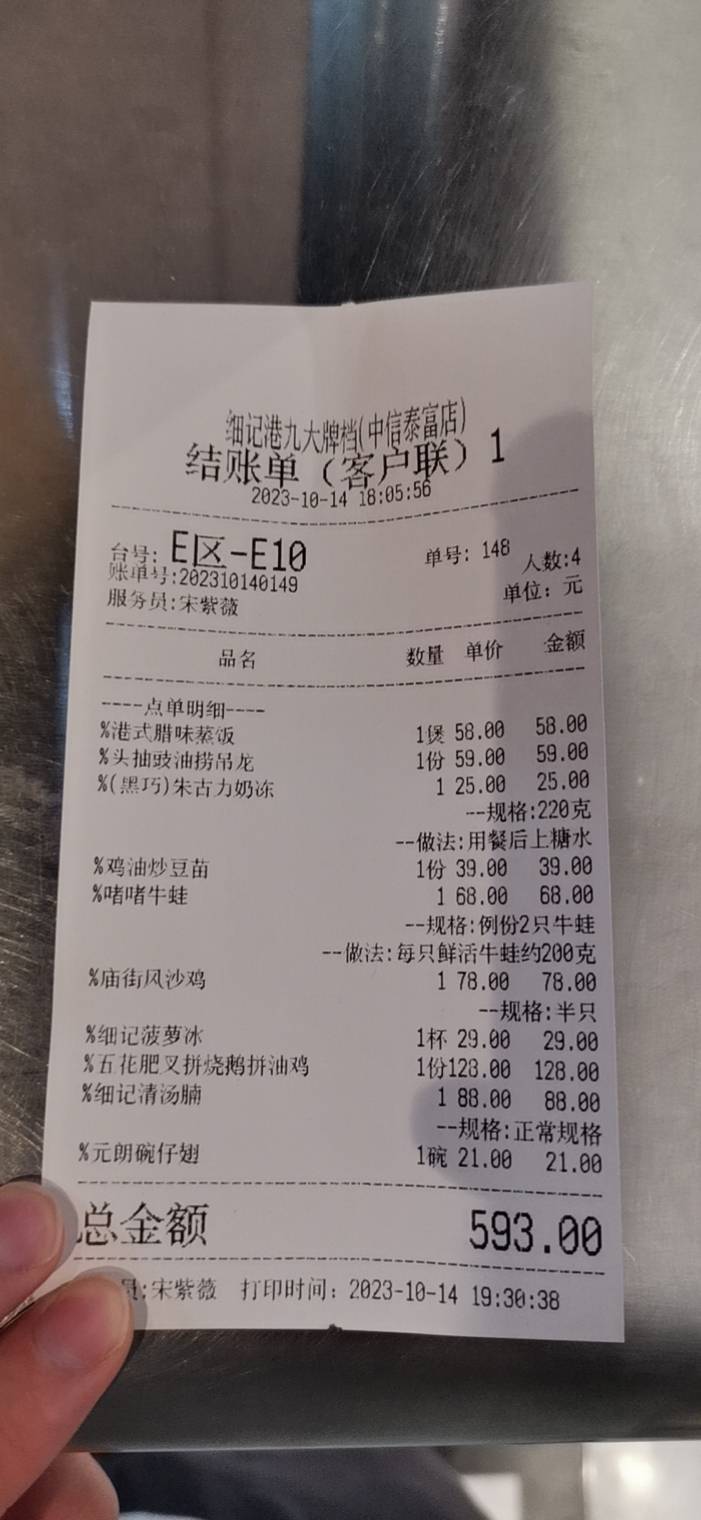 细记港九大牌档(中信泰富店)
结账单（客户联）1
2023-10-14 18:05:56
台号: E区-E10 单号: 148 人数:4
账单号:202310140149 单位: 元
服务员:宋紫薇
品名 数量 单价 金额
----点单明细----
%港式腊味蒸饭 1煲 58.00 58.00
%头抽豉油捞吊龙 1份 59.00 59.00
%(黑巧)朱古力奶冻 1 25.00 25.00
--规格:220克
--做法:用餐后上糖水
%鸡油炒豆苗 1份 39.00 39.00
%啫啫牛蛙 1 68.00 68.00
--规格:例份2只牛蛙
--做法:每只鲜活牛蛙约200克
%庙街风沙鸡 1 78.00 78.00
--规格:半只
%细记菠萝冰 1杯 29.00 29.00
%五花肥叉拼烧鹅拼油鸡 1份128.00 128.00
%细记清汤腩 1 88.00 88.00
--规格:正常规格
%元朗碗仔翅 1碗 21.00 21.00
总金额 593.00
员:宋紫薇 打印时间: 2023-10-14 19:30:38